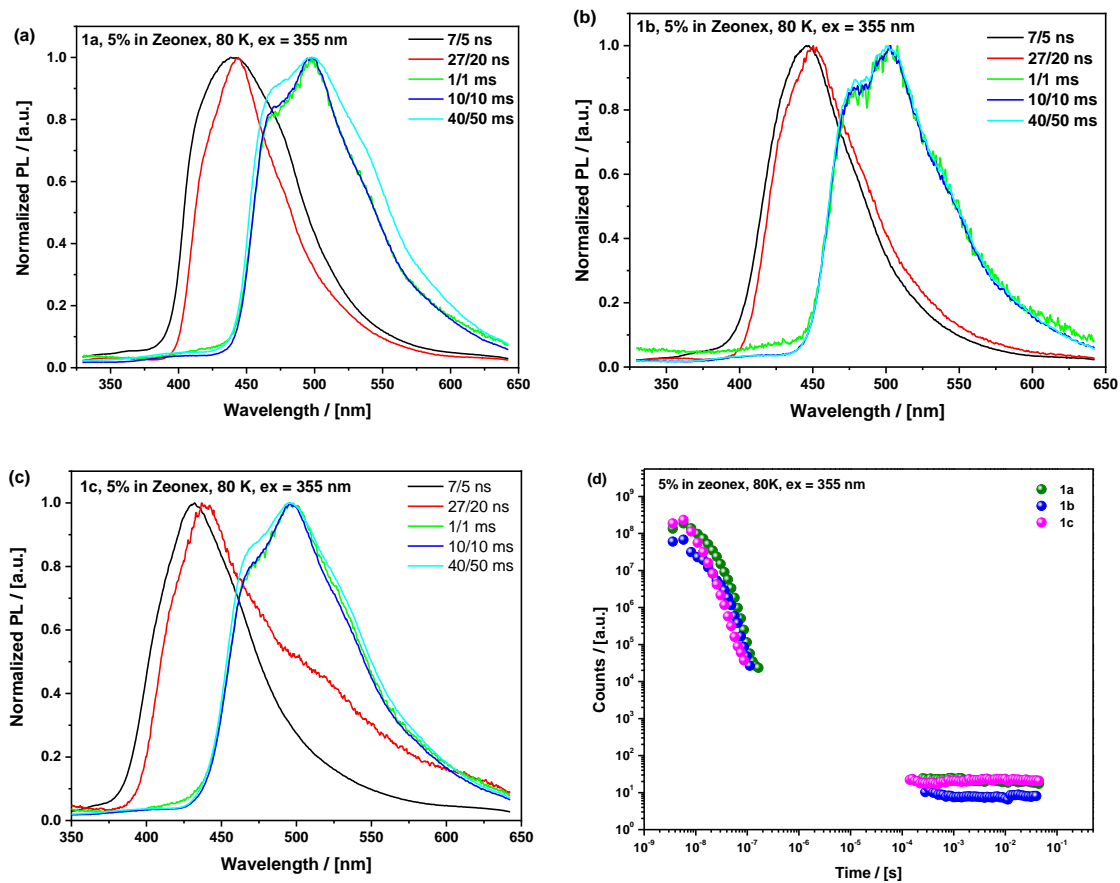 (a)
1a, 5% in Zeonex, 80 K, ex = 355 nm
7/5 ns
27/20 ns
1/1 ms
10/10 ms
40/50 ms
Normalized PL / [a.u.]
1.0
0.8
0.6
0.4
0.2
0.0
350 400 450 500 550 600 650
Wavelength / [nm]
(b)
1b, 5% in Zeonex, 80 K, ex = 355 nm
7/5 ns
27/20 ns
1/1 ms
10/10 ms
40/50 ms
Normalized PL / [a.u.]
1.0
0.8
0.6
0.4
0.2
0.0
350 400 450 500 550 600 650
Wavelength / [nm]
(c)
1c, 5% in Zeonex, 80 K, ex = 355 nm
7/5 ns
27/20 ns
1/1 ms
10/10 ms
40/50 ms
Normalized PL / [a.u.]
1.0
0.8
0.6
0.4
0.2
0.0
350 400 450 500 550 600 650
Wavelength / [nm]
(d)
5% in zeonex, 80K, ex = 355 nm
1a
1b
1c
Counts / [a.u.]
10⁹
10⁸
10⁷
10⁶
10⁵
10⁴
10³
10²
10¹
10⁰
10⁻⁹ 10⁻⁸ 10⁻⁷ 10⁻⁶ 10⁻⁵ 10⁻⁴ 10⁻³ 10⁻² 10⁻¹ 10⁰
Time / [s]